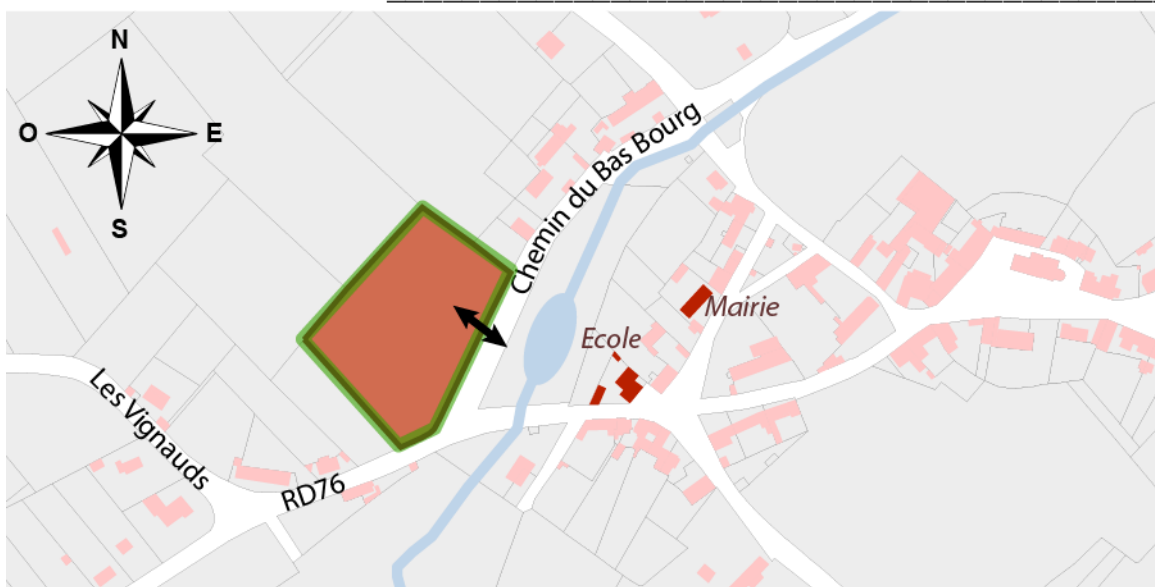 N
O
E
S
Chemin du Bas Bourg
Mairie
Ecole
Les Vignauds
RD76